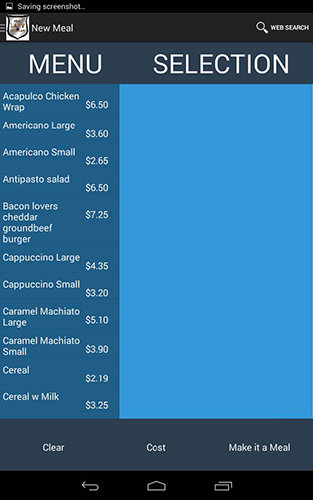 Saving screenshot...
New Meal
WEB SEARCH
MENU
SELECTION
Acapulco Chicken
Wrap
$6.50
Americano Large
$3.60
Americano Small
$2.65
Antipasto salad
$6.50
Bacon lovers
cheddar
groundbeef
burger
$7.25
Cappuccino Large
$4.35
Cappuccino Small
$3.20
Caramel Machiato
Large
$5.10
Caramel Machiato
Small
$3.90
Cereal
$2.19
Cereal w Milk
$3.25
Clear
Cost
Make it a Meal